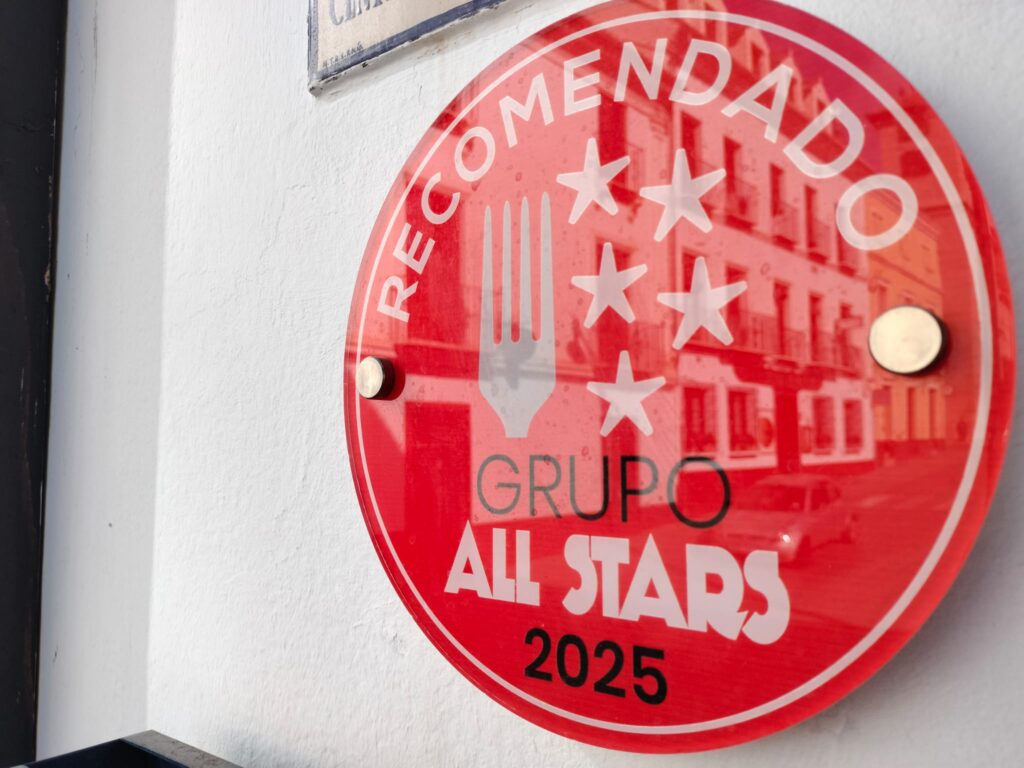 RECOMENDADO
GRUPO
ALL STARS
2025